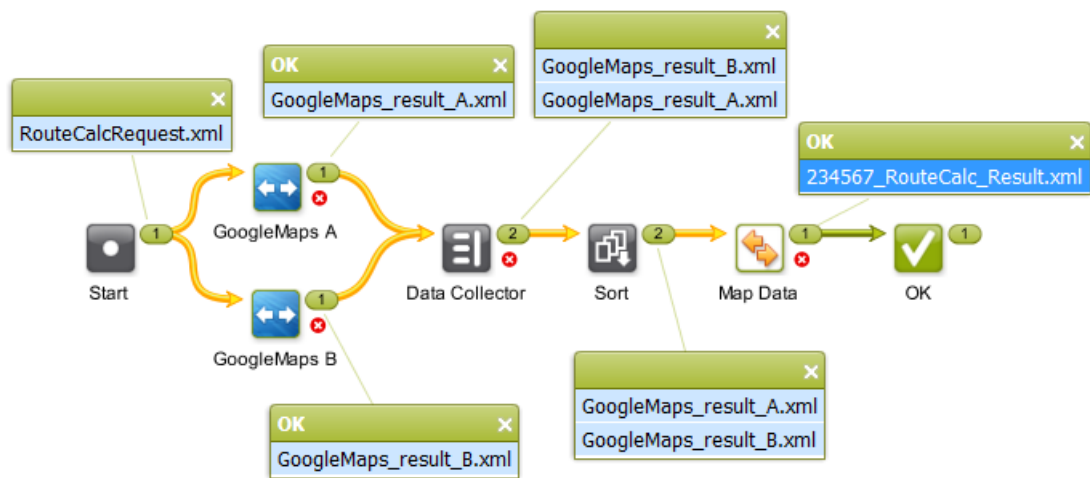 GoogleMaps_result_B.xml
GoogleMaps_result_A.xml
OK
GoogleMaps_result_A.xml
RouteCalcRequest.xml
OK
234567_RouteCalc_Result.xml
1
GoogleMaps A
1
Start
2
Data Collector
2
Sort
1
Map Data
1
OK
1
GoogleMaps B
GoogleMaps_result_A.xml
GoogleMaps_result_B.xml
OK
GoogleMaps_result_B.xml